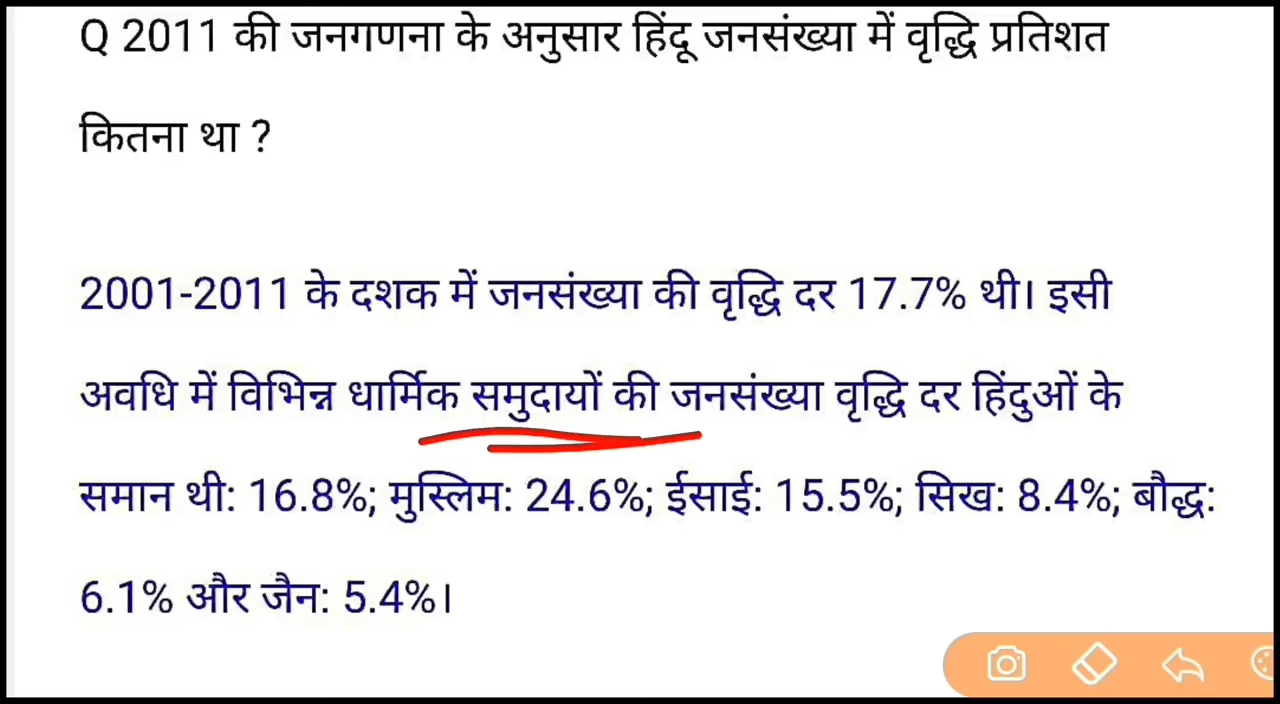 Q 2011 की जनगणना के अनुसार हिंदू जनसंख्या में वृद्धि प्रतिशत
कितना था ?
2001-2011 के दशक में जनसंख्या की वृद्धि दर 17.7% थी। इसी
अवधि में विभिन्न धार्मिक समुदायों की जनसंख्या वृद्धि दर हिंदुओं के
समान थी: 16.8%; मुस्लिम: 24.6%; ईसाई: 15.5%; सिख: 8.4%; बौद्ध:
6.1% और जैन: 5.4%।